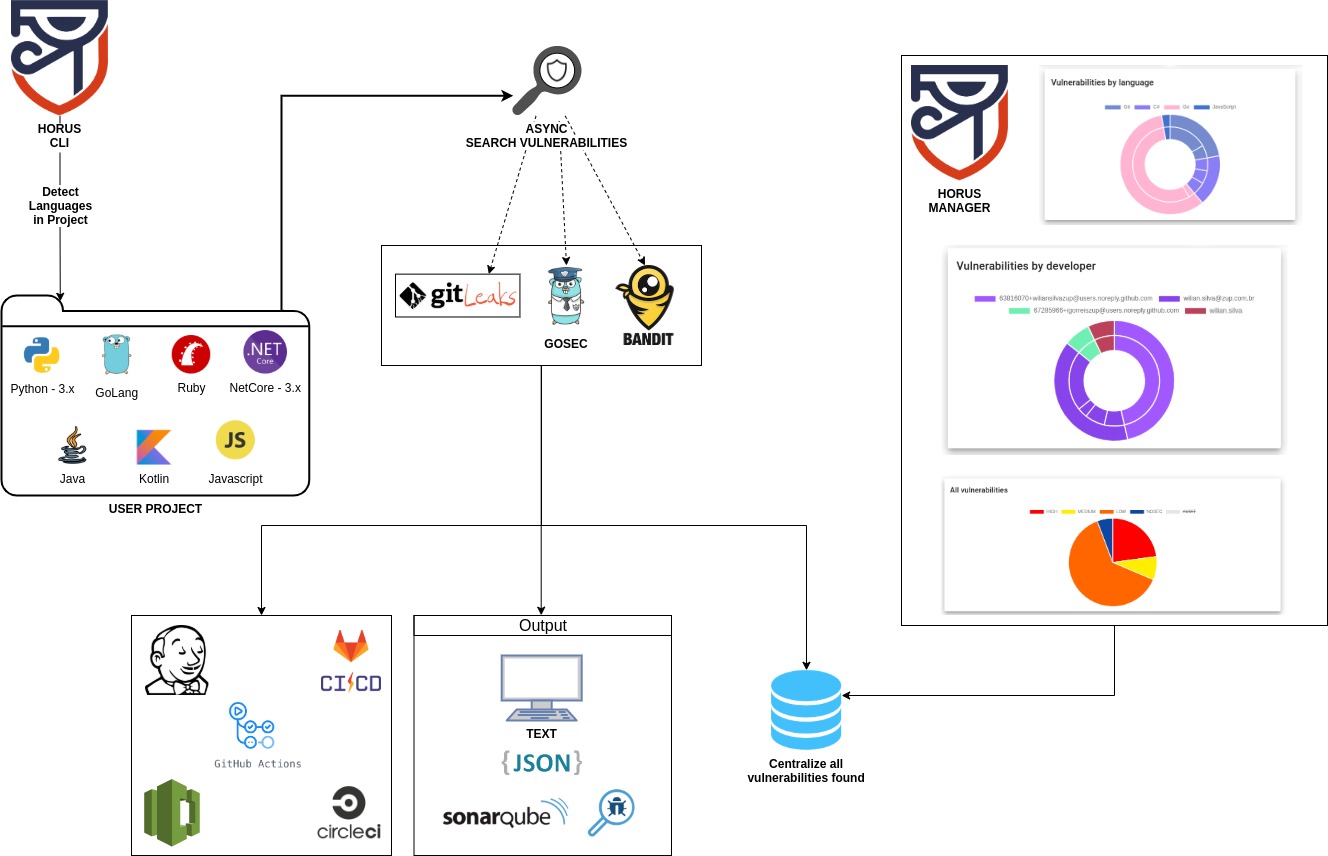 HORUS
CLI
Detect
Languages
in Project
Python - 3.x
GoLang
Ruby
.NET
Core
NetCore - 3.x
Java
Kotlin
JS
Javascript
USER PROJECT
ASYNC
SEARCH VULNERABILITIES
gitLeaks
GOSEC
BANDIT
CI/CD
GitHub Actions
circleci
Output
TEXT
{JSON}
sonarqube
Centralize all
vulnerabilities found
HORUS
MANAGER
Vulnerabilities by language
Git C# Go JavaScript
Vulnerabilities by developer
63816070+wiliansilvazup@users.noreply.github.com wilian.silva@zup.com.br
67285966+igorreiszup@users.noreply.github.com wilian.silva
All vulnerabilities
HIGH MEDIUM LOW NOSEC AUDIT